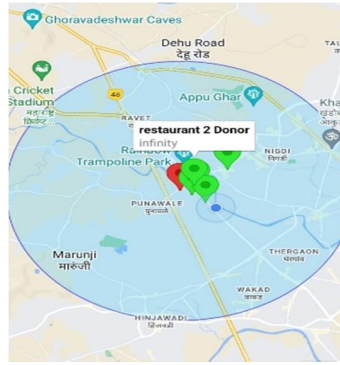 Ghoravadeshwar Caves
Dehu Road
देहू रोड
Cricket
Stadium
48
Appu Ghar
RAVET
restaurant 2 Donor
infinity
Trampoline Park
NIGDI
निगडी
PUNAWALE
पुनावळे
Marunji
मारुंजी
THERGAON
थेरगांव
WAKAD
वाकड
HINJAWADI
हिंजवडी